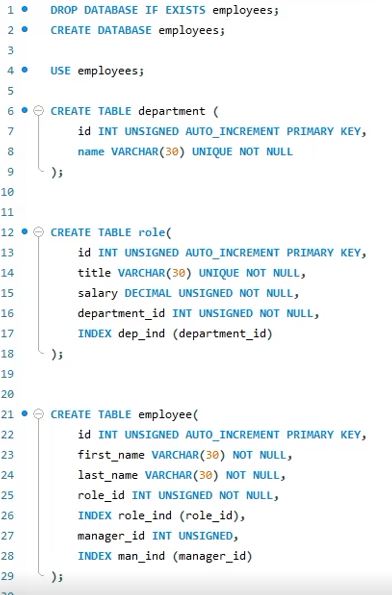 1 DROP DATABASE IF EXISTS employees;
2 CREATE DATABASE employees;
3
4 USE employees;
5
6 CREATE TABLE department (
7 id INT UNSIGNED AUTO_INCREMENT PRIMARY KEY,
8 name VARCHAR(30) UNIQUE NOT NULL
9 );
10
11
12 CREATE TABLE role(
13 id INT UNSIGNED AUTO_INCREMENT PRIMARY KEY,
14 title VARCHAR(30) UNIQUE NOT NULL,
15 salary DECIMAL UNSIGNED NOT NULL,
16 department_id INT UNSIGNED NOT NULL,
17 INDEX dep_ind (department_id)
18 );
19
20
21 CREATE TABLE employee(
22 id INT UNSIGNED AUTO_INCREMENT PRIMARY KEY,
23 first_name VARCHAR(30) NOT NULL,
24 last_name VARCHAR(30) NOT NULL,
25 role_id INT UNSIGNED NOT NULL,
26 INDEX role_ind (role_id),
27 manager_id INT UNSIGNED,
28 INDEX man_ind (manager_id)
29 );